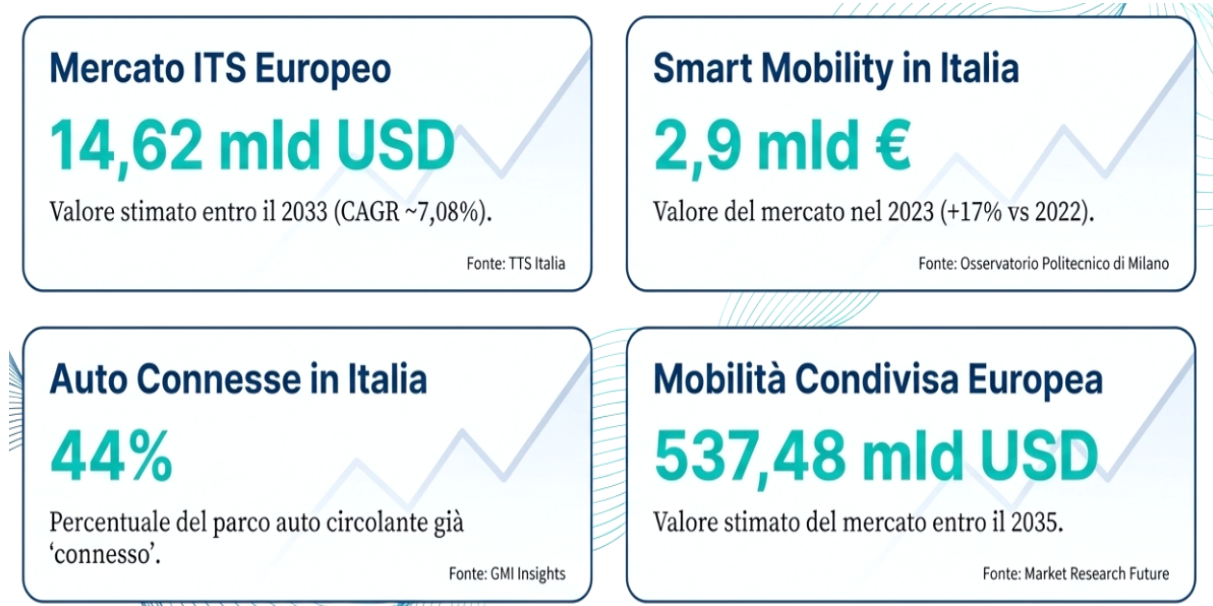 Mercato ITS Europeo
14,62 mld USD
Valore stimato entro il 2033 (CAGR ~7,08%).
Fonte: TTS Italia
Smart Mobility in Italia
2,9 mld €
Valore del mercato nel 2023 (+17% vs 2022).
Fonte: Osservatorio Politecnico di Milano
Auto Connesse in Italia
44%
Percentuale del parco auto circolante già
‘connesso’.
Fonte: GMI Insights
Mobilità Condivisa Europea
537,48 mld USD
Valore stimato del mercato entro il 2035.
Fonte: Market Research Future